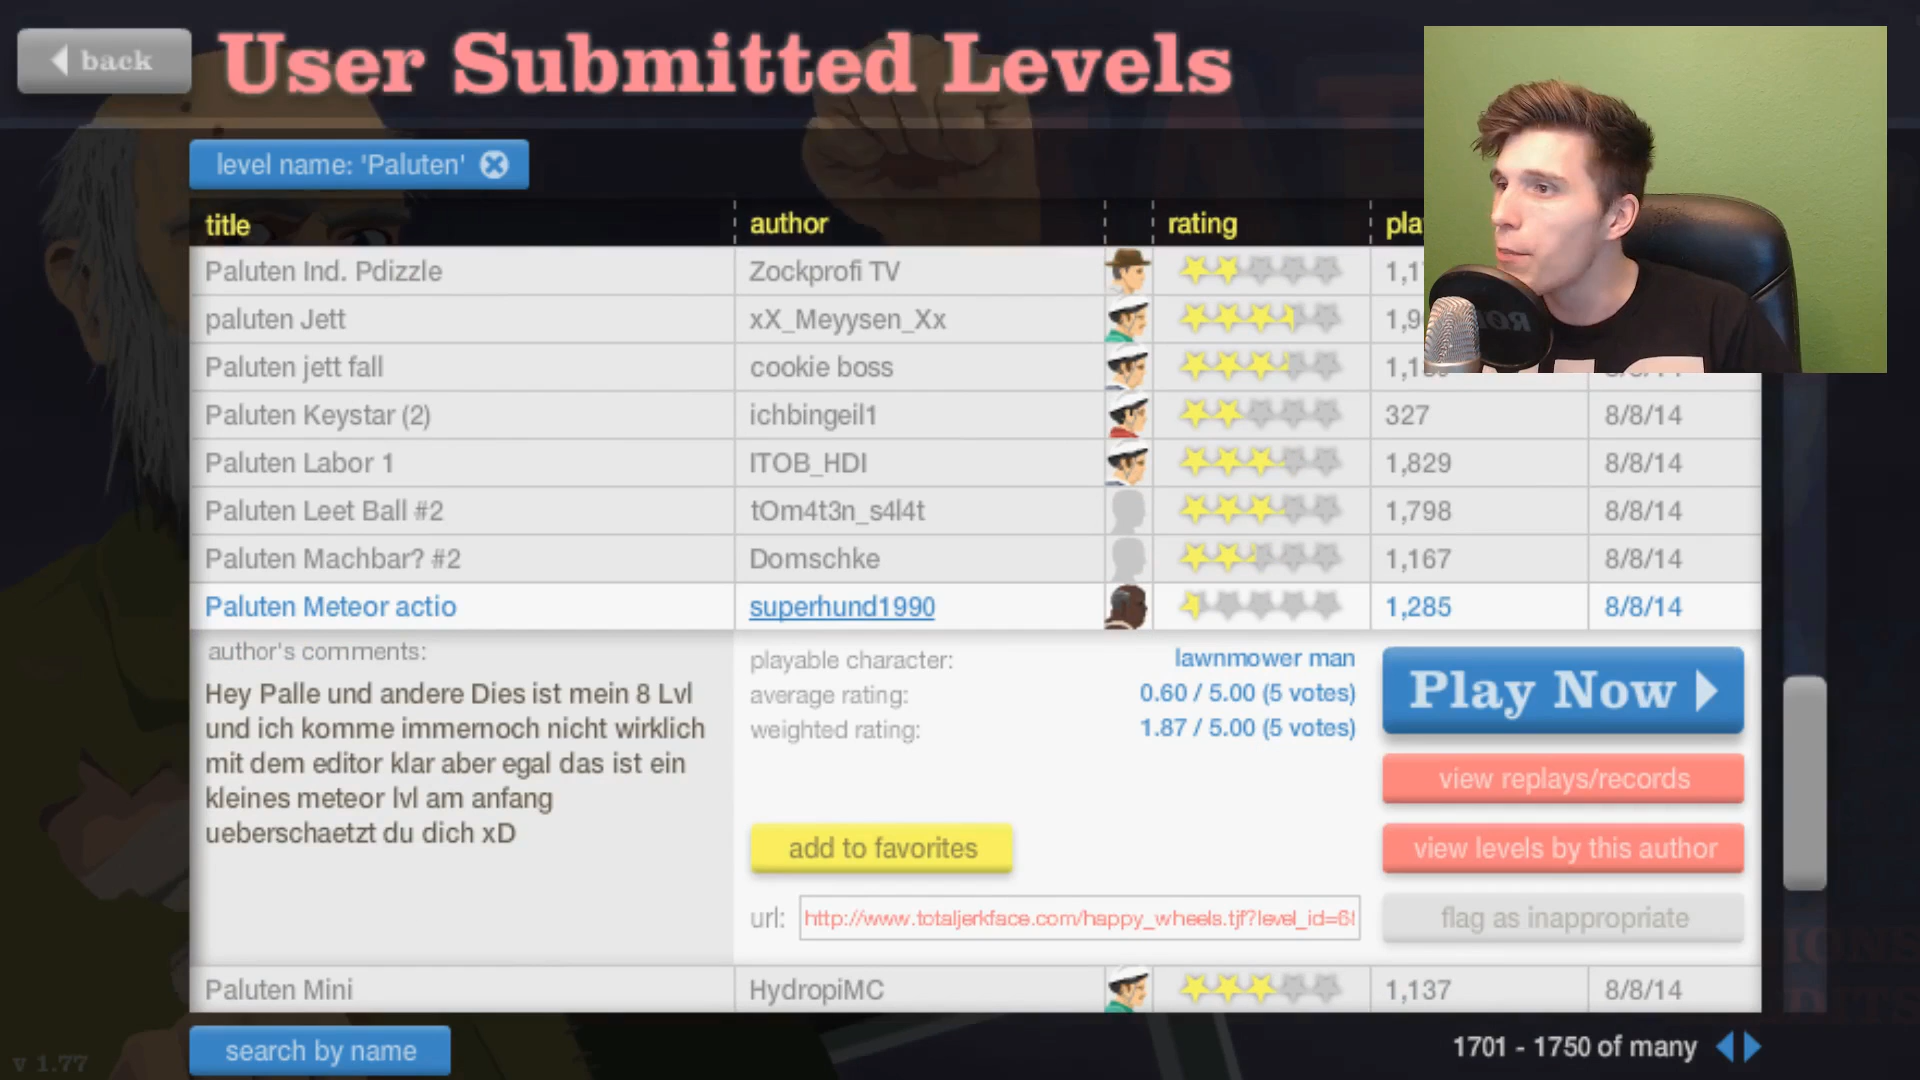 back
User Submitted Levels
level name: 'Paluten'
title author rating pla
Paluten Ind. Pdizzle Zockprofi TV
paluten Jett xX_Meyysen_Xx
Paluten jett fall cookie boss
Paluten Keystar (2) ichbingeil1 327 8/8/14
Paluten Labor 1 ITOB_HDI 1,829 8/8/14
Paluten Leet Ball #2 tOm4t3n_s4l4t 1,798 8/8/14
Paluten Machbar? #2 Domschke 1,167 8/8/14
Paluten Meteor actio superhund1990 1,285 8/8/14
author's comments:
Hey Palle und andere Dies ist mein 8 Lvl
und ich komme immernoch nicht wirklich
mit dem editor klar aber egal das ist ein
kleines meteor lvl am anfang
ueberschaetzt du dich xD
playable character: lawnmower man
average rating: 0.60 / 5.00 (5 votes)
weighted rating: 1.87 / 5.00 (5 votes)
add to favorites
url: http://www.totaljerkface.com/happy_wheels.tjf?level_id=6
Play Now
view replays/records
view levels by this author
flag as inappropriate
Paluten Mini HydropiMC 1,137 8/8/14
search by name
1701 - 1750 of many
v 1.77